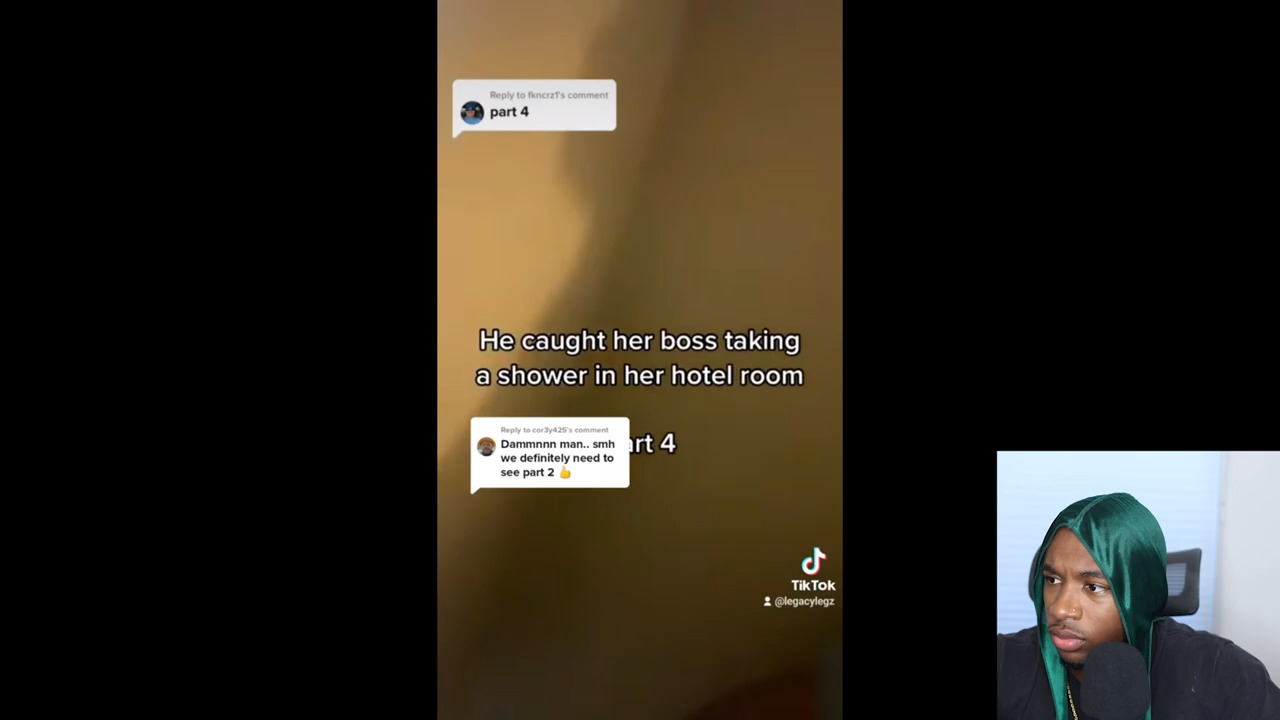 Reply to fkncrz1's comment
part 4
He caught her boss taking
a shower in her hotel room
art 4
Reply to cor3y425's comment
Dammnnn man.. smh
we definitely need to
see part 2 👍
TikTok
@legacylegz